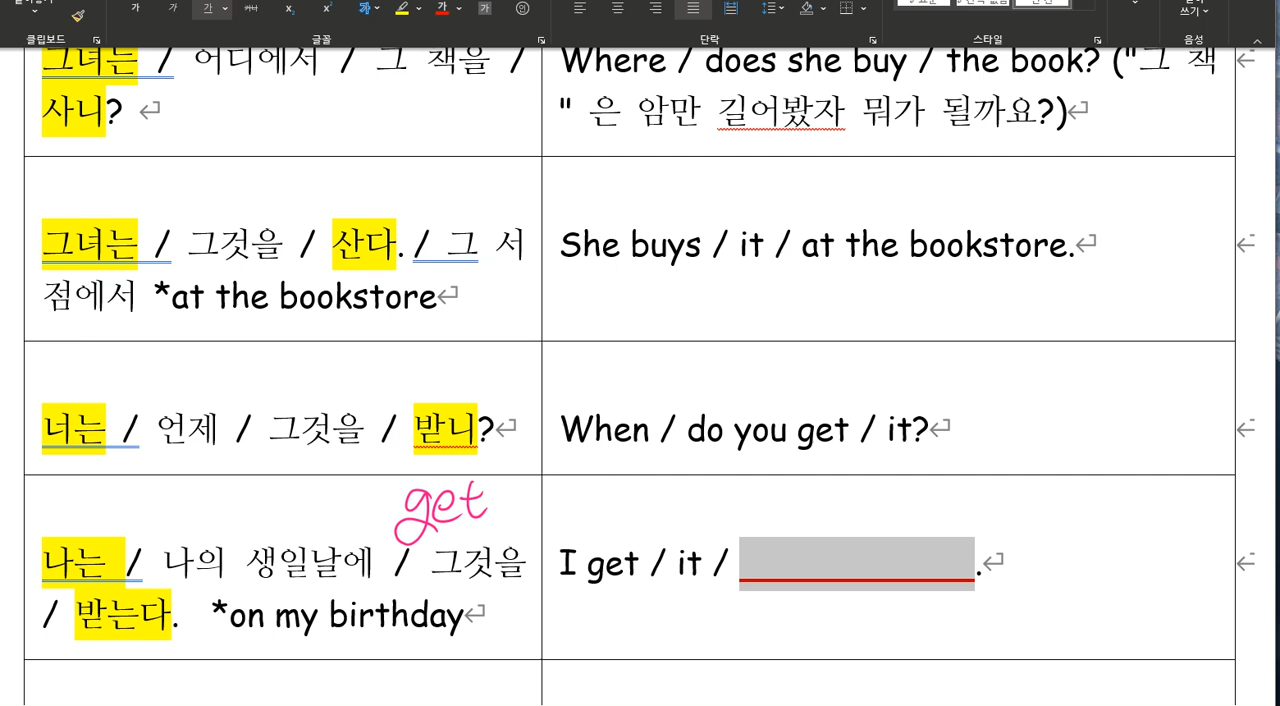 클립보드
글꼴
단락
스타일
쓰기
음성
그녀는 / 어디에서 / 그 책을 /
사니?
Where / does she buy / the book? ("그 책
" 은 암만 길어봤자 뭐가 될까요?)
그녀는 / 그것을 / 산다. / 그 서
점에서 *at the bookstore
She buys / it / at the bookstore.
너는 / 언제 / 그것을 / 받니?
When / do you get / it?
get
나는 / 나의 생일날에 / 그것을
/ 받는다. *on my birthday
I get / it / ____________.